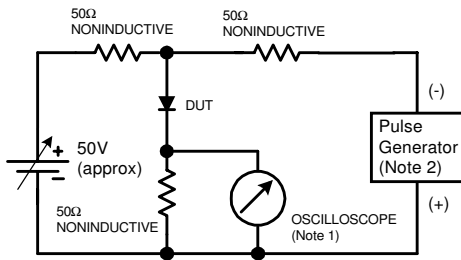 50Ω
NONINDUCTIVE
50Ω
NONINDUCTIVE
DUT
(-)
+
50V
(approx)
−
Pulse
Generator
(Note 2)
50Ω
NONINDUCTIVE
OSCILLOSCOPE
(Note 1)
(+)